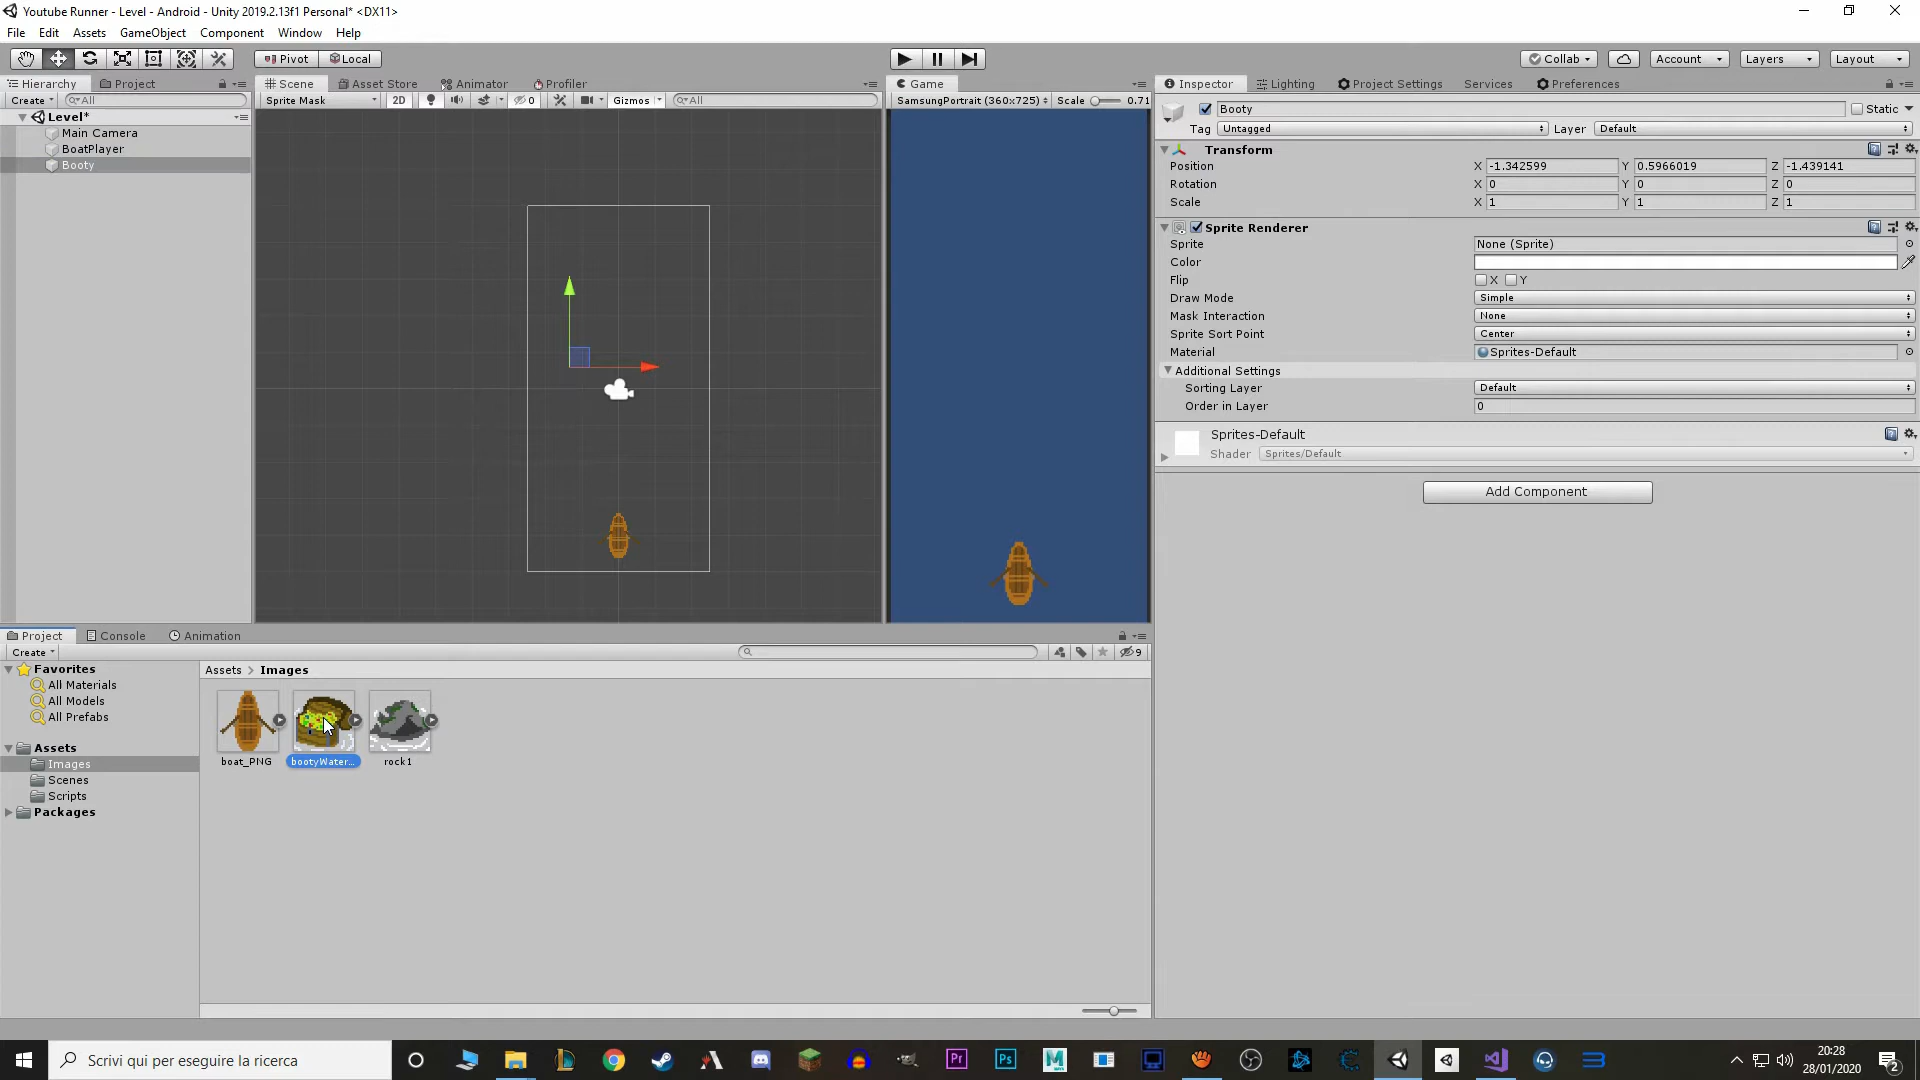 Youtube Runner - Level - Android - Unity 2019.2.13f1 Personal* <DX11>
File Edit Assets GameObject Component Window Help
Pivot Local Collab Account Layers Layout
Hierarchy Project Scene Asset Store Animator Profiler Game Inspector Lighting Project Settings Services Preferences
Create All Sprite Mask 2D 0 Gizmos All SamsungPortrait (360x725) Scale 0.71
Booty Static
Tag Untagged Layer Default
Level*
Main Camera
BoatPlayer
Booty
Transform
Position X -1.342599 Y 0.5966019 Z -1.439141
Rotation X 0 Y 0 Z 0
Scale X 1 Y 1 Z 1
Sprite Renderer
Sprite None (Sprite)
Color
Flip X Y
Draw Mode Simple
Mask Interaction None
Sprite Sort Point Center
Material Sprites-Default
Additional Settings
Sorting Layer Default
Order in Layer 0
Sprites-Default
Shader Sprites/Default
Add Component
Project Console Animation
Create 9
Favorites
All Materials
All Models
All Prefabs
Assets
Images
Scenes
Scripts
Packages
Assets > Images
boat_PNG bootyWater... rock1
Scrivi qui per eseguire la ricerca
Pr Ps M
20:28
28/01/2020
2